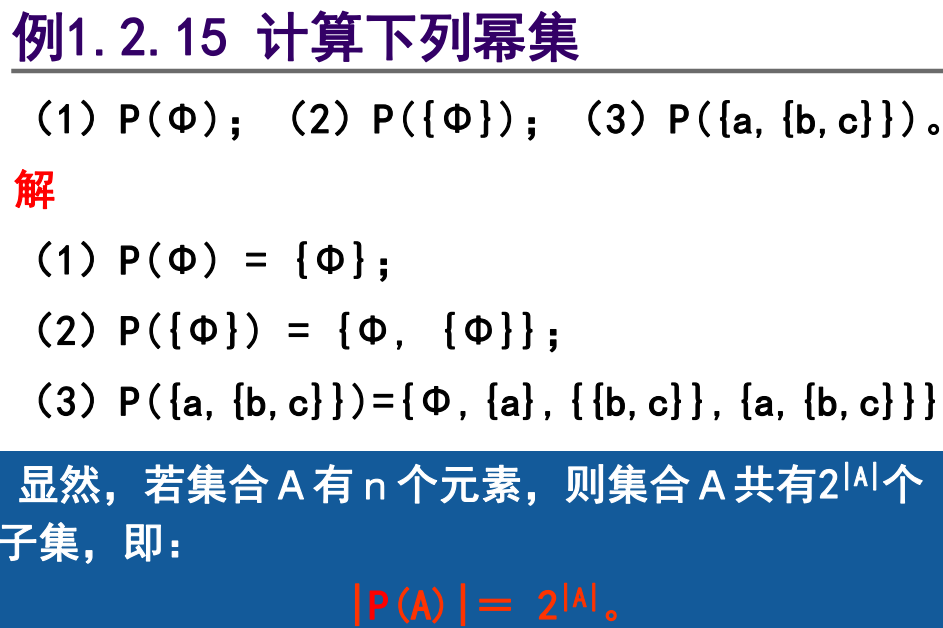 例1.2.15 计算下列幂集
（1）P(Φ)；（2）P({Φ})；（3）P({a,{b,c}})。
解
（1）P(Φ) = {Φ}；
（2）P({Φ}) = {Φ, {Φ}}；
（3）P({a,{b,c}})={Φ,{a},{{b,c}},{a,{b,c}}}
显然，若集合A有n个元素，则集合A共有2^|A|个
子集，即：
|P(A)|＝ 2^|A|。